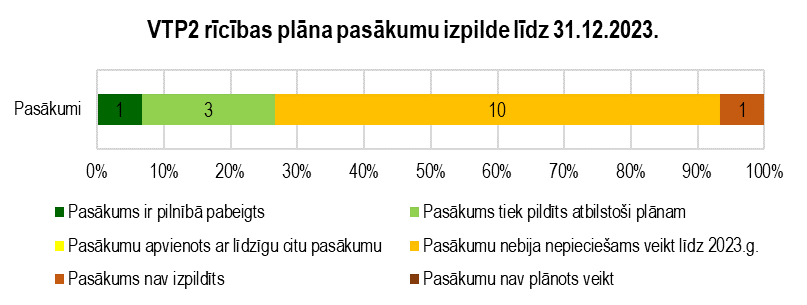 VTP2 rīcības plāna pasākumu izpilde līdz 31.12.2023.
Pasākumi
1 3 10 1
0% 10% 20% 30% 40% 50% 60% 70% 80% 90% 100%
Pasākums ir pilnībā pabeigts
Pasākums tiek pildīts atbilstoši plānam
Pasākumu apvienots ar līdzīgu citu pasākumu
Pasākumu nebija nepieciešams veikt līdz 2023.g.
Pasākums nav izpildīts
Pasākumu nav plānots veikt